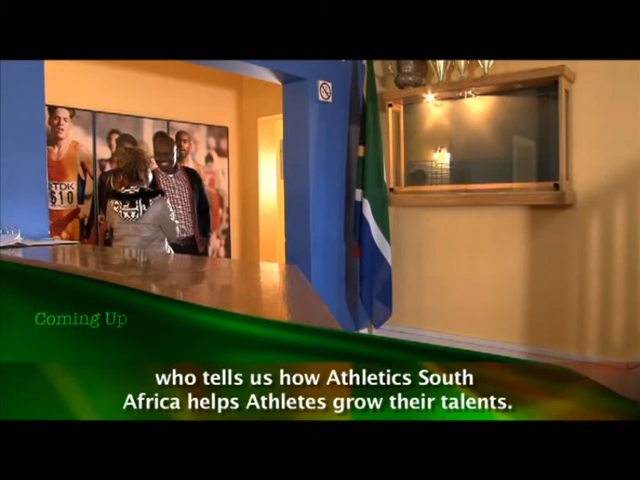 TDK
610
Coming Up
who tells us how Athletics South
Africa helps Athletes grow their talents.